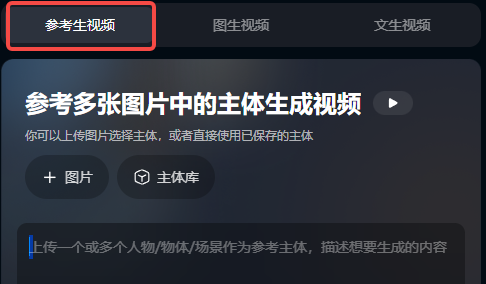 参考生视频 图生视频 文生视频
参考多张图片中的主体生成视频
你可以上传图片选择主体，或者直接使用已保存的主体
+ 图片 主体库
上传一个或多个人物/物体/场景作为参考主体，描述想要生成的内容